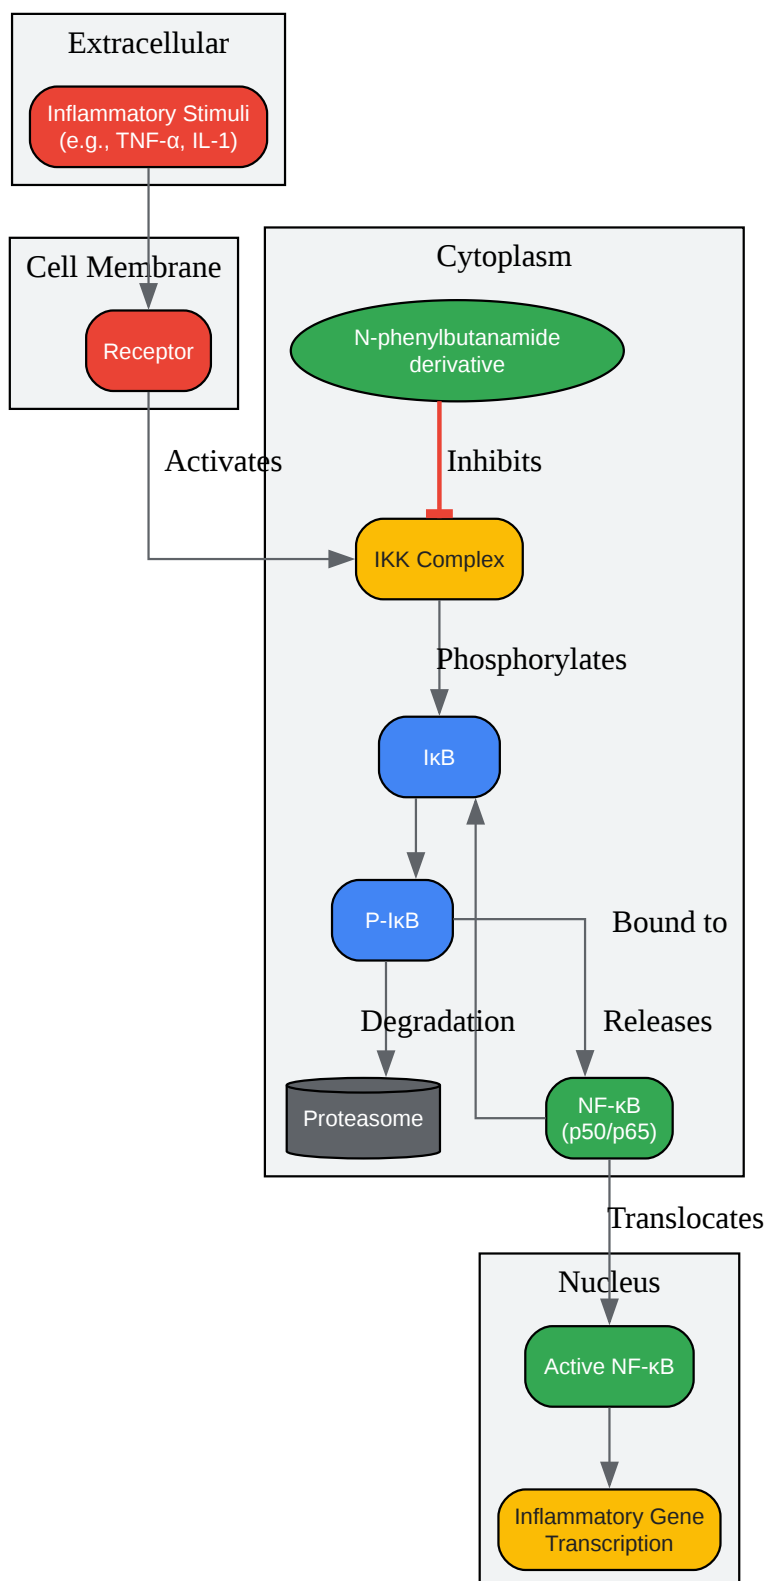 Extracellular
Inflammatory Stimuli
(e.g., TNF-α, IL-1)
Cell Membrane
Receptor
Cytoplasm
N-phenylbutanamide
derivative
Activates
Inhibits
IKK Complex
Phosphorylates
IκB
P-IκB
Bound to
Degradation
Releases
Proteasome
NF-κB
(p50/p65)
Translocates
Nucleus
Active NF-κB
Inflammatory Gene
Transcription